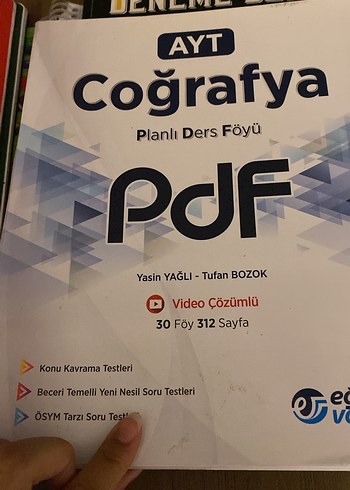 DENEME
AYT
Coğrafya
Planlı Ders Föyü
PdF
Yasin YAĞLI - Tufan BOZOK
Video Çözümlü
30 Föy 312 Sayfa
Konu Kavrama Testleri
Beceri Temelli Yeni Nesil Soru Testleri
ÖSYM Tarzı Soru